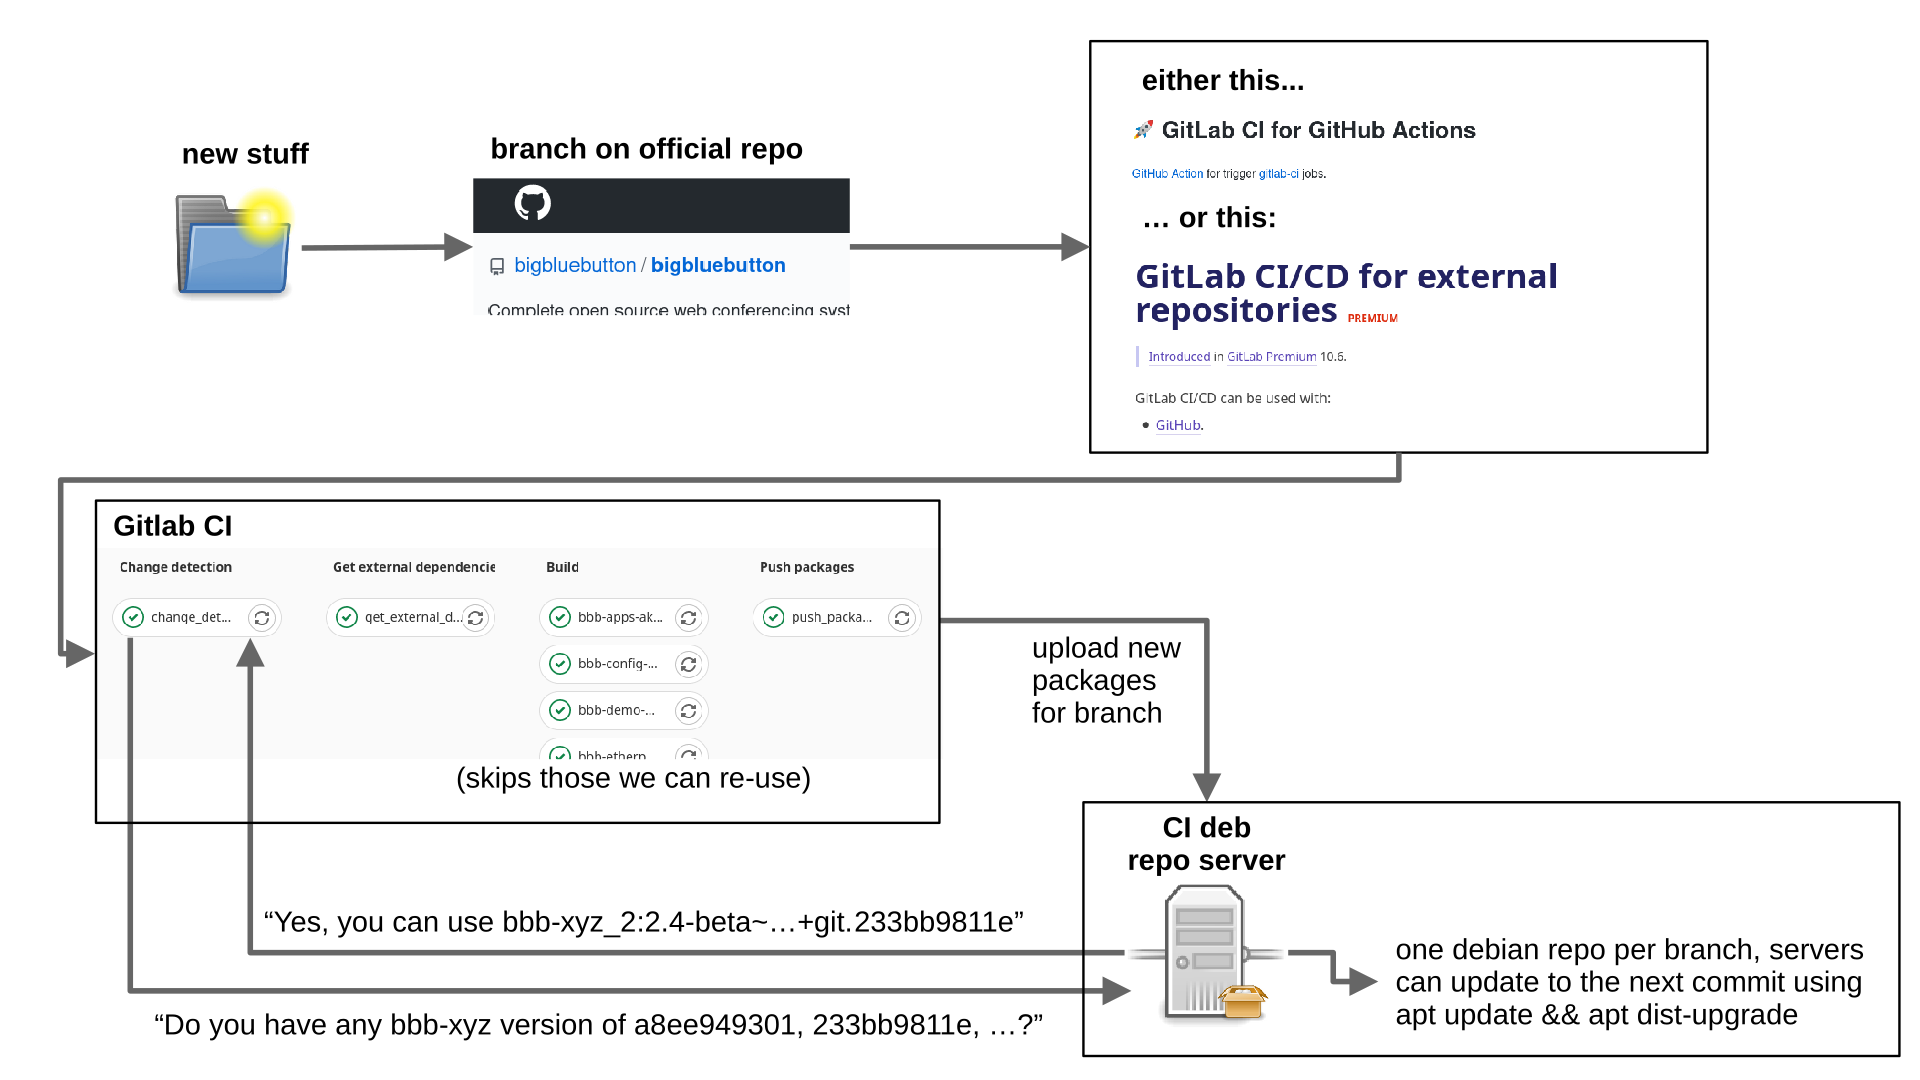 new stuff
branch on official repo
bigbluebutton / bigbluebutton
Complete open source web conferencing syst
either this...
🚀 GitLab CI for GitHub Actions
GitHub Action for trigger gitlab-ci jobs.
… or this:
GitLab CI/CD for external
repositories PREMIUM
Introduced in GitLab Premium 10.6.
GitLab CI/CD can be used with:
• GitHub.
Gitlab CI
Change detection
Get external dependencie
Build
Push packages
change_det...
get_external_d...
bbb-apps-ak...
push_packa...
bbb-config-...
bbb-demo-...
bbb-etherp...
(skips those we can re-use)
upload new
packages
for branch
CI deb
repo server
“Yes, you can use bbb-xyz_2:2.4-beta~…+git.233bb9811e”
“Do you have any bbb-xyz version of a8ee949301, 233bb9811e, …?”
one debian repo per branch, servers
can update to the next commit using
apt update && apt dist-upgrade